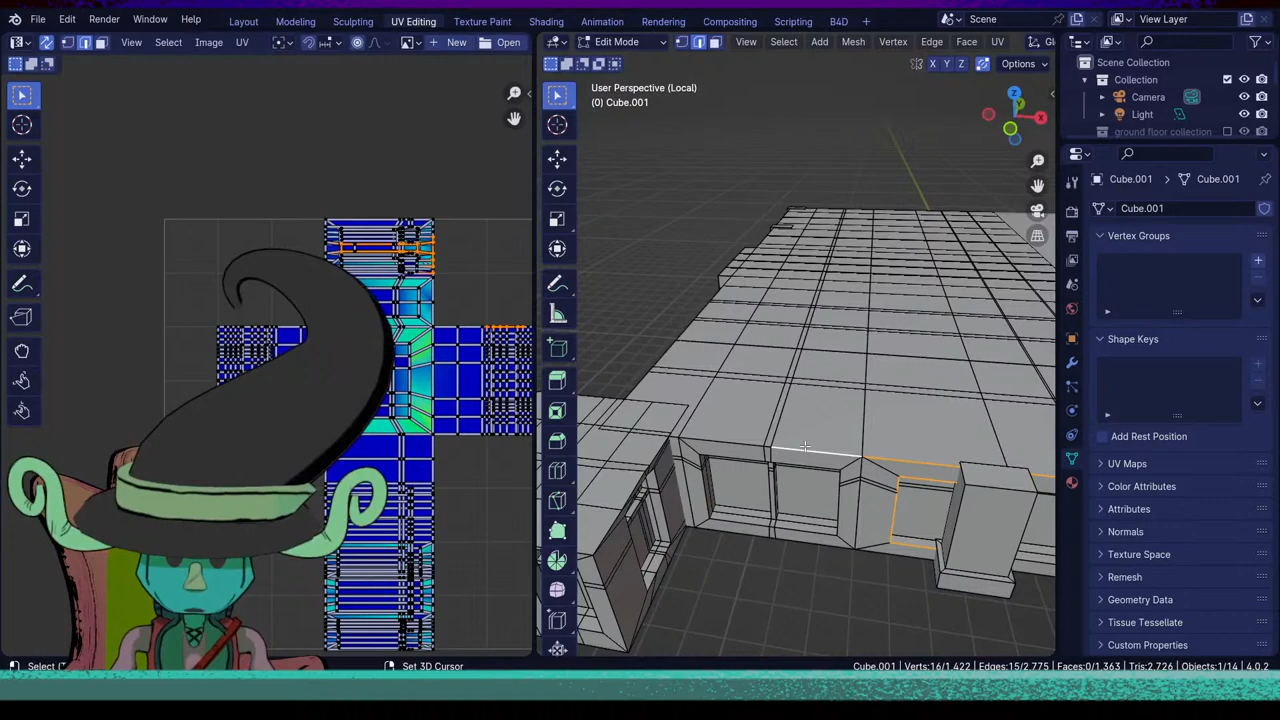 File Edit Render Window Help Layout Modeling Sculpting UV Editing Texture Paint Shading Animation Rendering Compositing Scripting B4D + Scene View Layer
View Select Image UV New Open Edit Mode View Select Add Mesh Vertex Edge Face UV Gl
X Y Z Options
User Perspective (Local)
(0) Cube.001
Z
X
Scene Collection
Collection
Camera
Light
ground floor collection
Cube.001 > Cube.001
Cube.001
Vertex Groups
Shape Keys
Add Rest Position
UV Maps
Color Attributes
Attributes
Normals
Texture Space
Remesh
Geometry Data
Texture Tessellate
Custom Properties
Select (T Set 3D Cursor Cube.001 | Verts:16/1,422 | Edges:15/2,775 | Faces:0/1,363 | Tris:2,726 | Objects:1/14 | 4.0.2